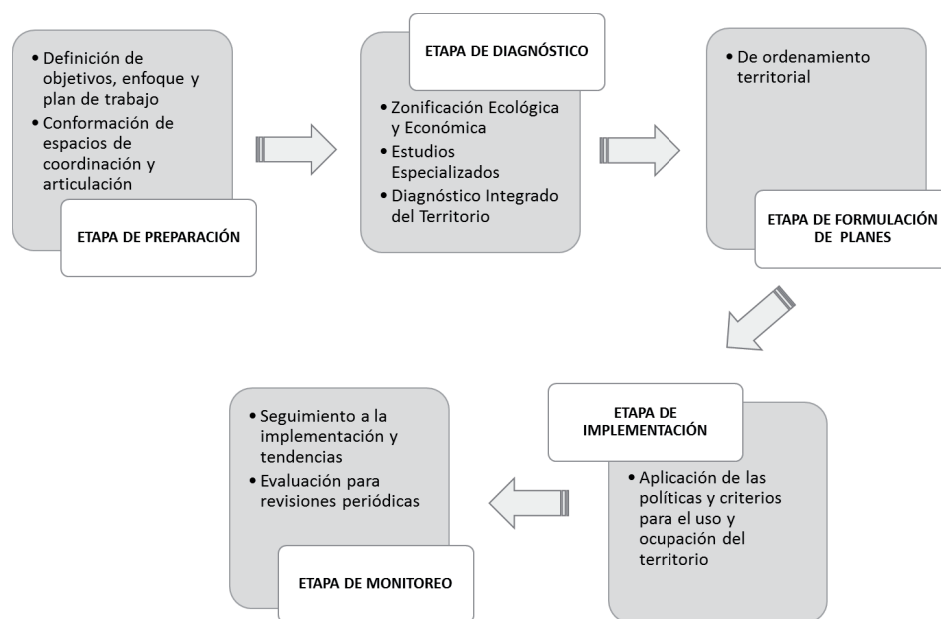 • Definición de
objetivos, enfoque y
plan de trabajo
• Conformación de
espacios de
coordinación y
articulación
ETAPA DE PREPARACIÓN
ETAPA DE DIAGNÓSTICO
• Zonificación Ecológica
y Económica
• Estudios
Especializados
• Diagnóstico Integrado
del Territorio
• De ordenamiento
territorial
ETAPA DE FORMULACIÓN
DE PLANES
ETAPA DE
IMPLEMENTACIÓN
• Aplicación de las
políticas y criterios
para el uso y
ocupación del
territorio
• Seguimiento a la
implementación y
tendencias
• Evaluación para
revisiones periódicas
ETAPA DE MONITOREO